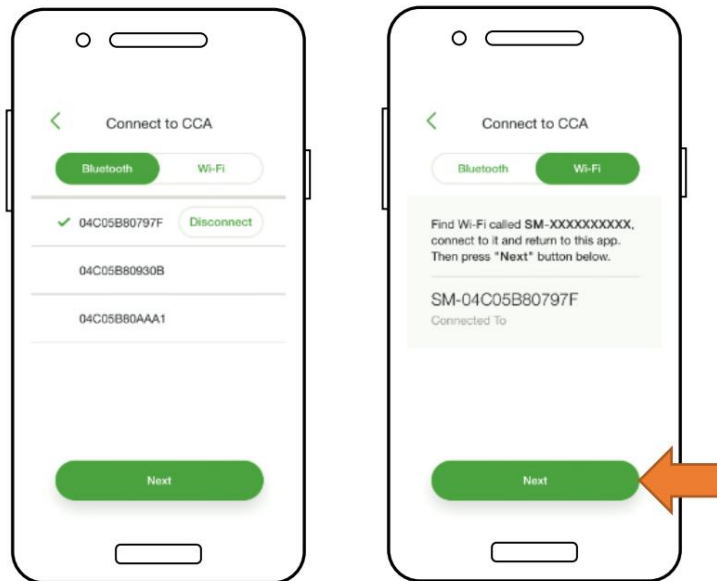 Connect to CCA
Bluetooth Wi-Fi
04C05B80797F Disconnect
04C05B80930B
04C05B80AAA1
Next
Connect to CCA
Bluetooth Wi-Fi
Find Wi-Fi called SM-XXXXXXXXXX,
connect to it and return to this app.
Then press "Next" button below.
SM-04C05B80797F
Connected To
Next